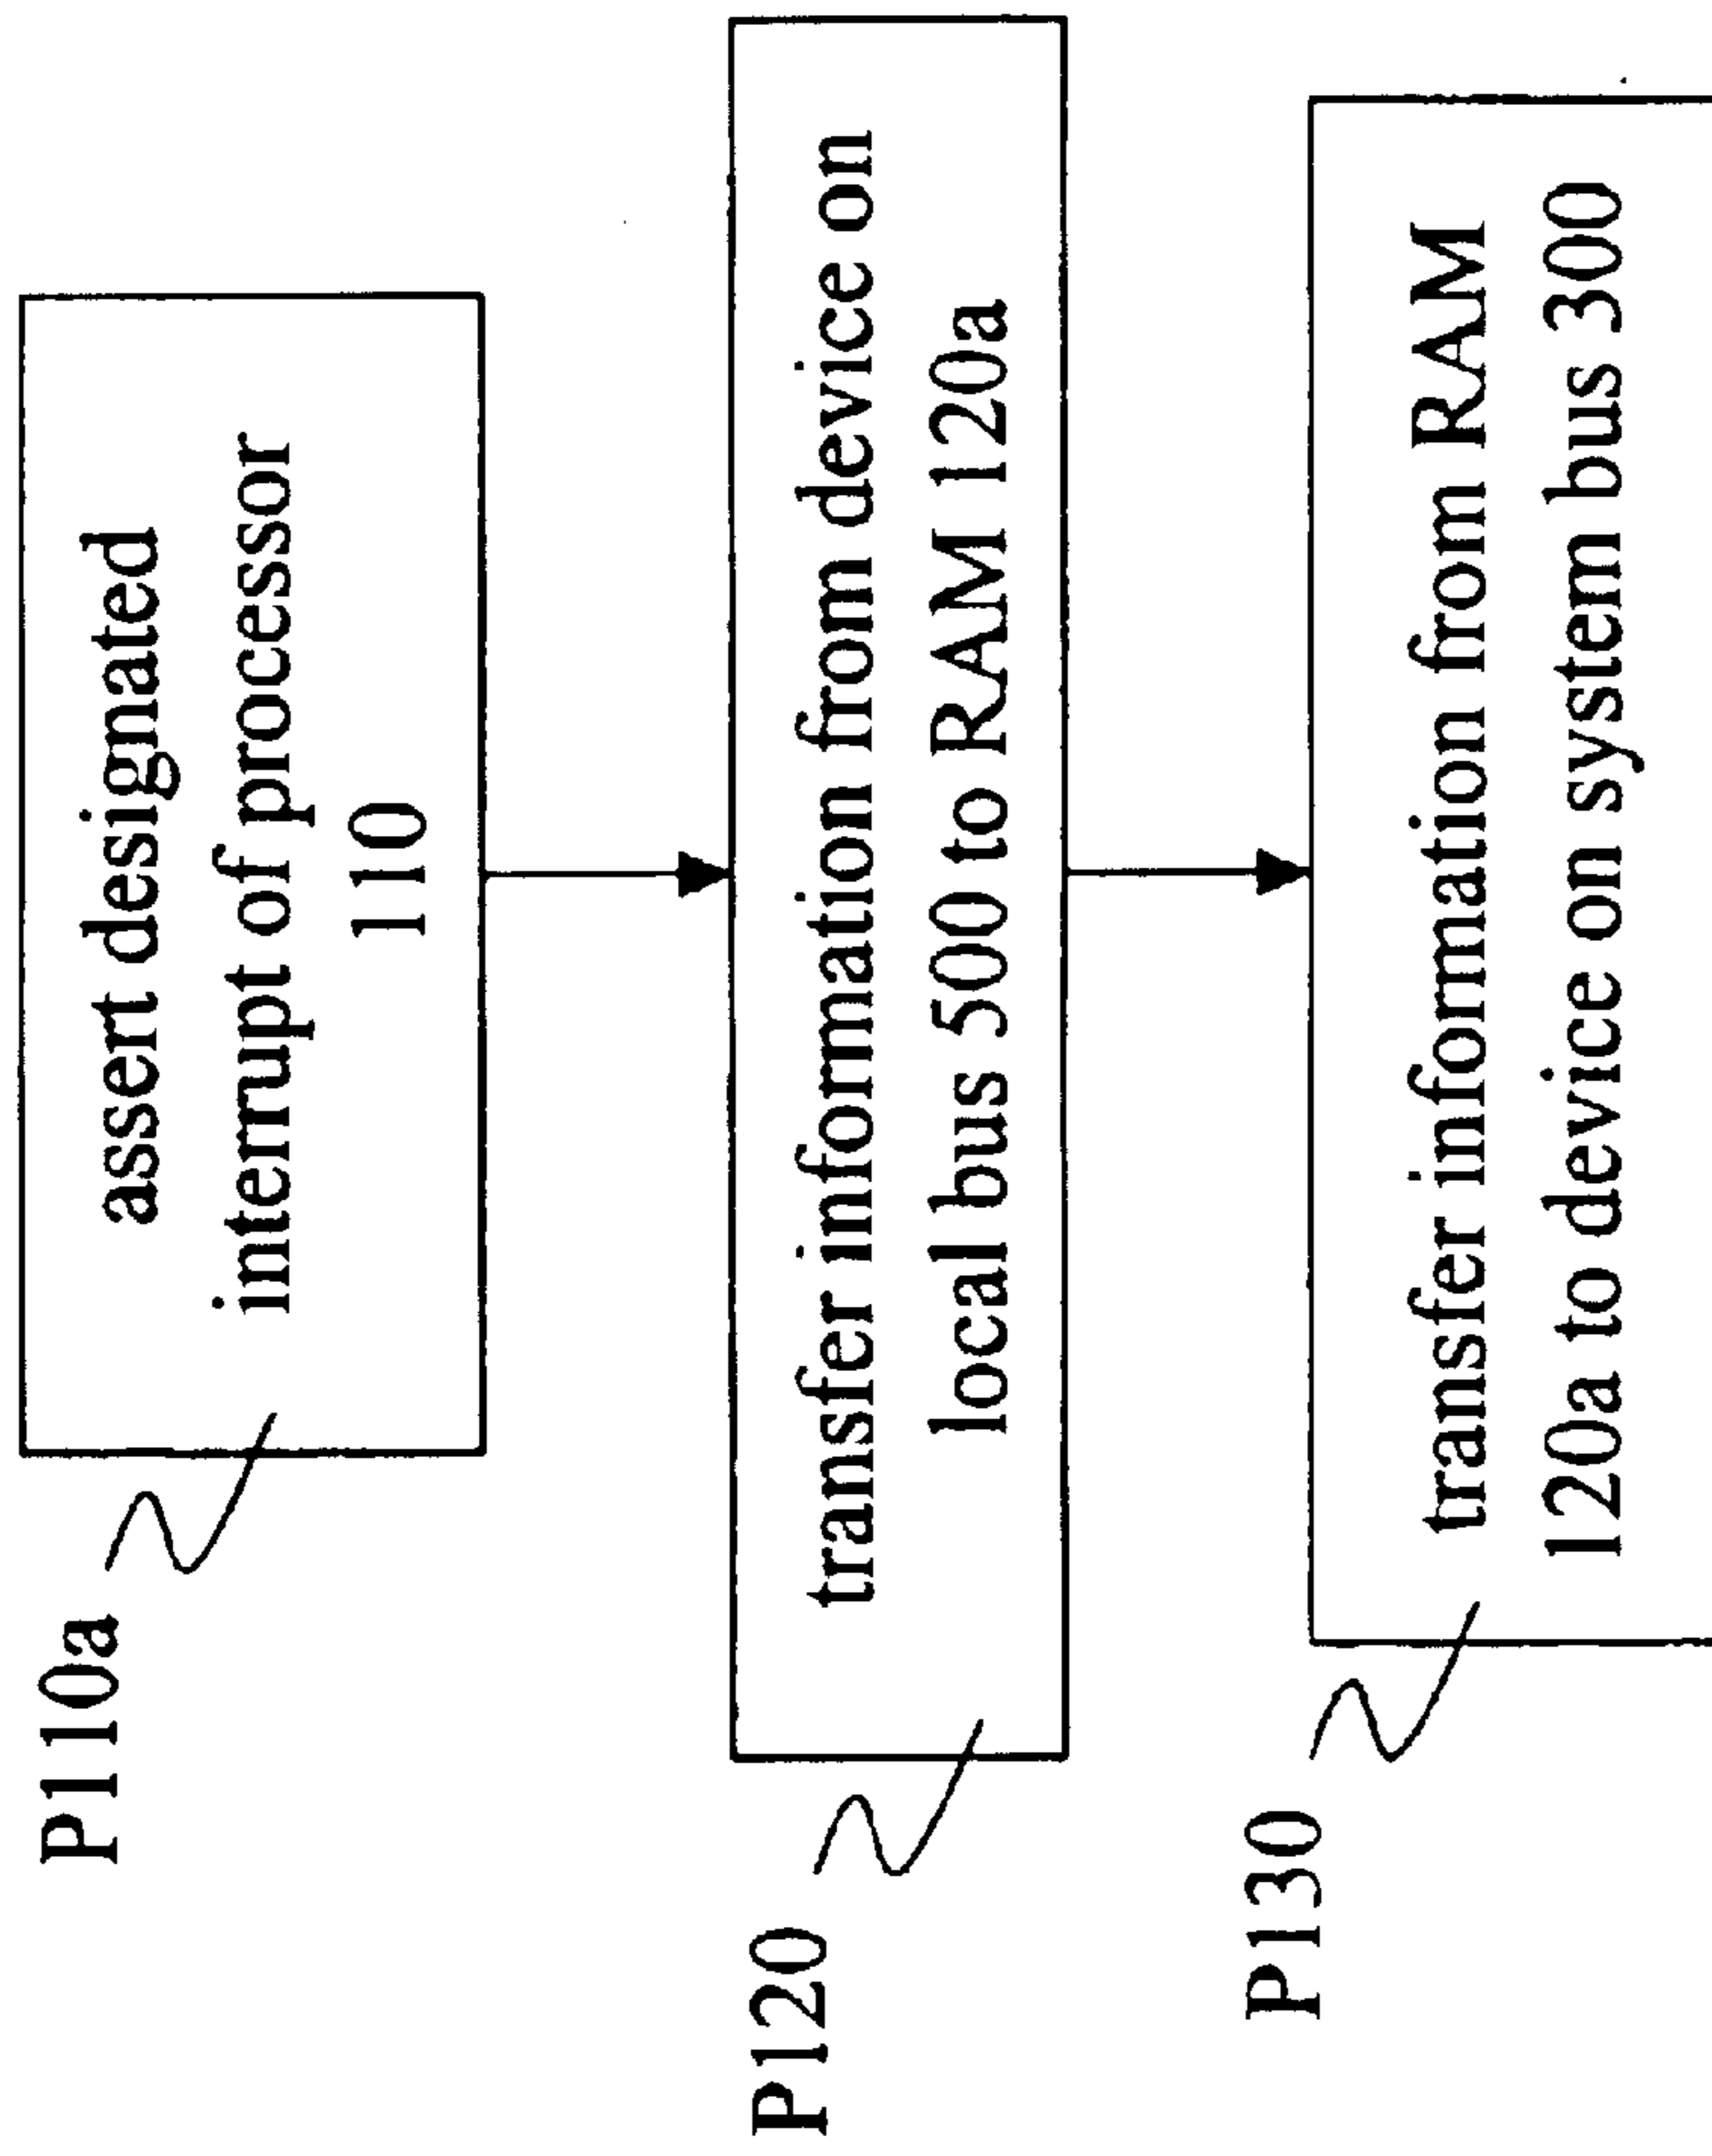 P110a
assert designated
interrupt of processor
110
P120
transfer information from device on
local bus 500 to RAM 120a
P130
transfer information from RAM
120a to device on system bus 300